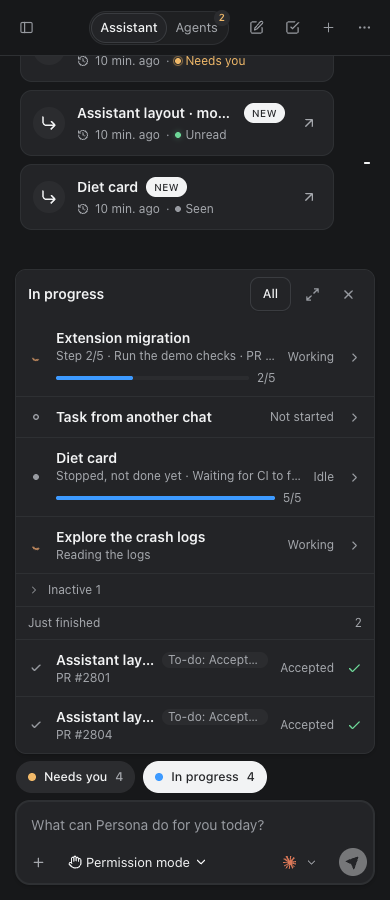 Assistant
Agents
2
10 min. ago · Needs you
Assistant layout · mo... NEW
10 min. ago · Unread
Diet card NEW
10 min. ago · Seen
In progress
All
Extension migration
Step 2/5 · Run the demo checks · PR ...
Working
2/5
Task from another chat
Not started
Diet card
Stopped, not done yet · Waiting for CI to f...
Idle
5/5
Explore the crash logs
Reading the logs
Working
Inactive 1
Just finished
2
Assistant lay... To-do: Accept...
PR #2801
Accepted
Assistant lay... To-do: Accept...
PR #2804
Accepted
Needs you 4
In progress 4
What can Persona do for you today?
Permission mode